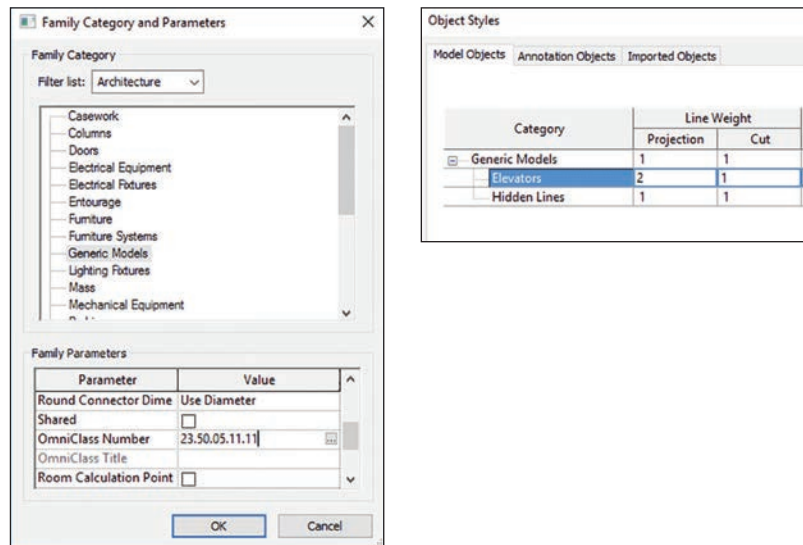 Family Category and Parameters
Family Category
Filter list: Architecture
Casework
Columns
Doors
Electrical Equipment
Electrical Fixtures
Entourage
Furniture
Furniture Systems
Generic Models
Lighting Fixtures
Mass
Mechanical Equipment
Family Parameters
Parameter Value
Round Connector Dime Use Diameter
Shared
OmniClass Number 23.50.05.11.11
OmniClass Title
Room Calculation Point
OK Cancel
Object Styles
Model Objects Annotation Objects Imported Objects
Category Line Weight
Projection Cut
Generic Models 1 1
Elevators 2 1
Hidden Lines 1 1